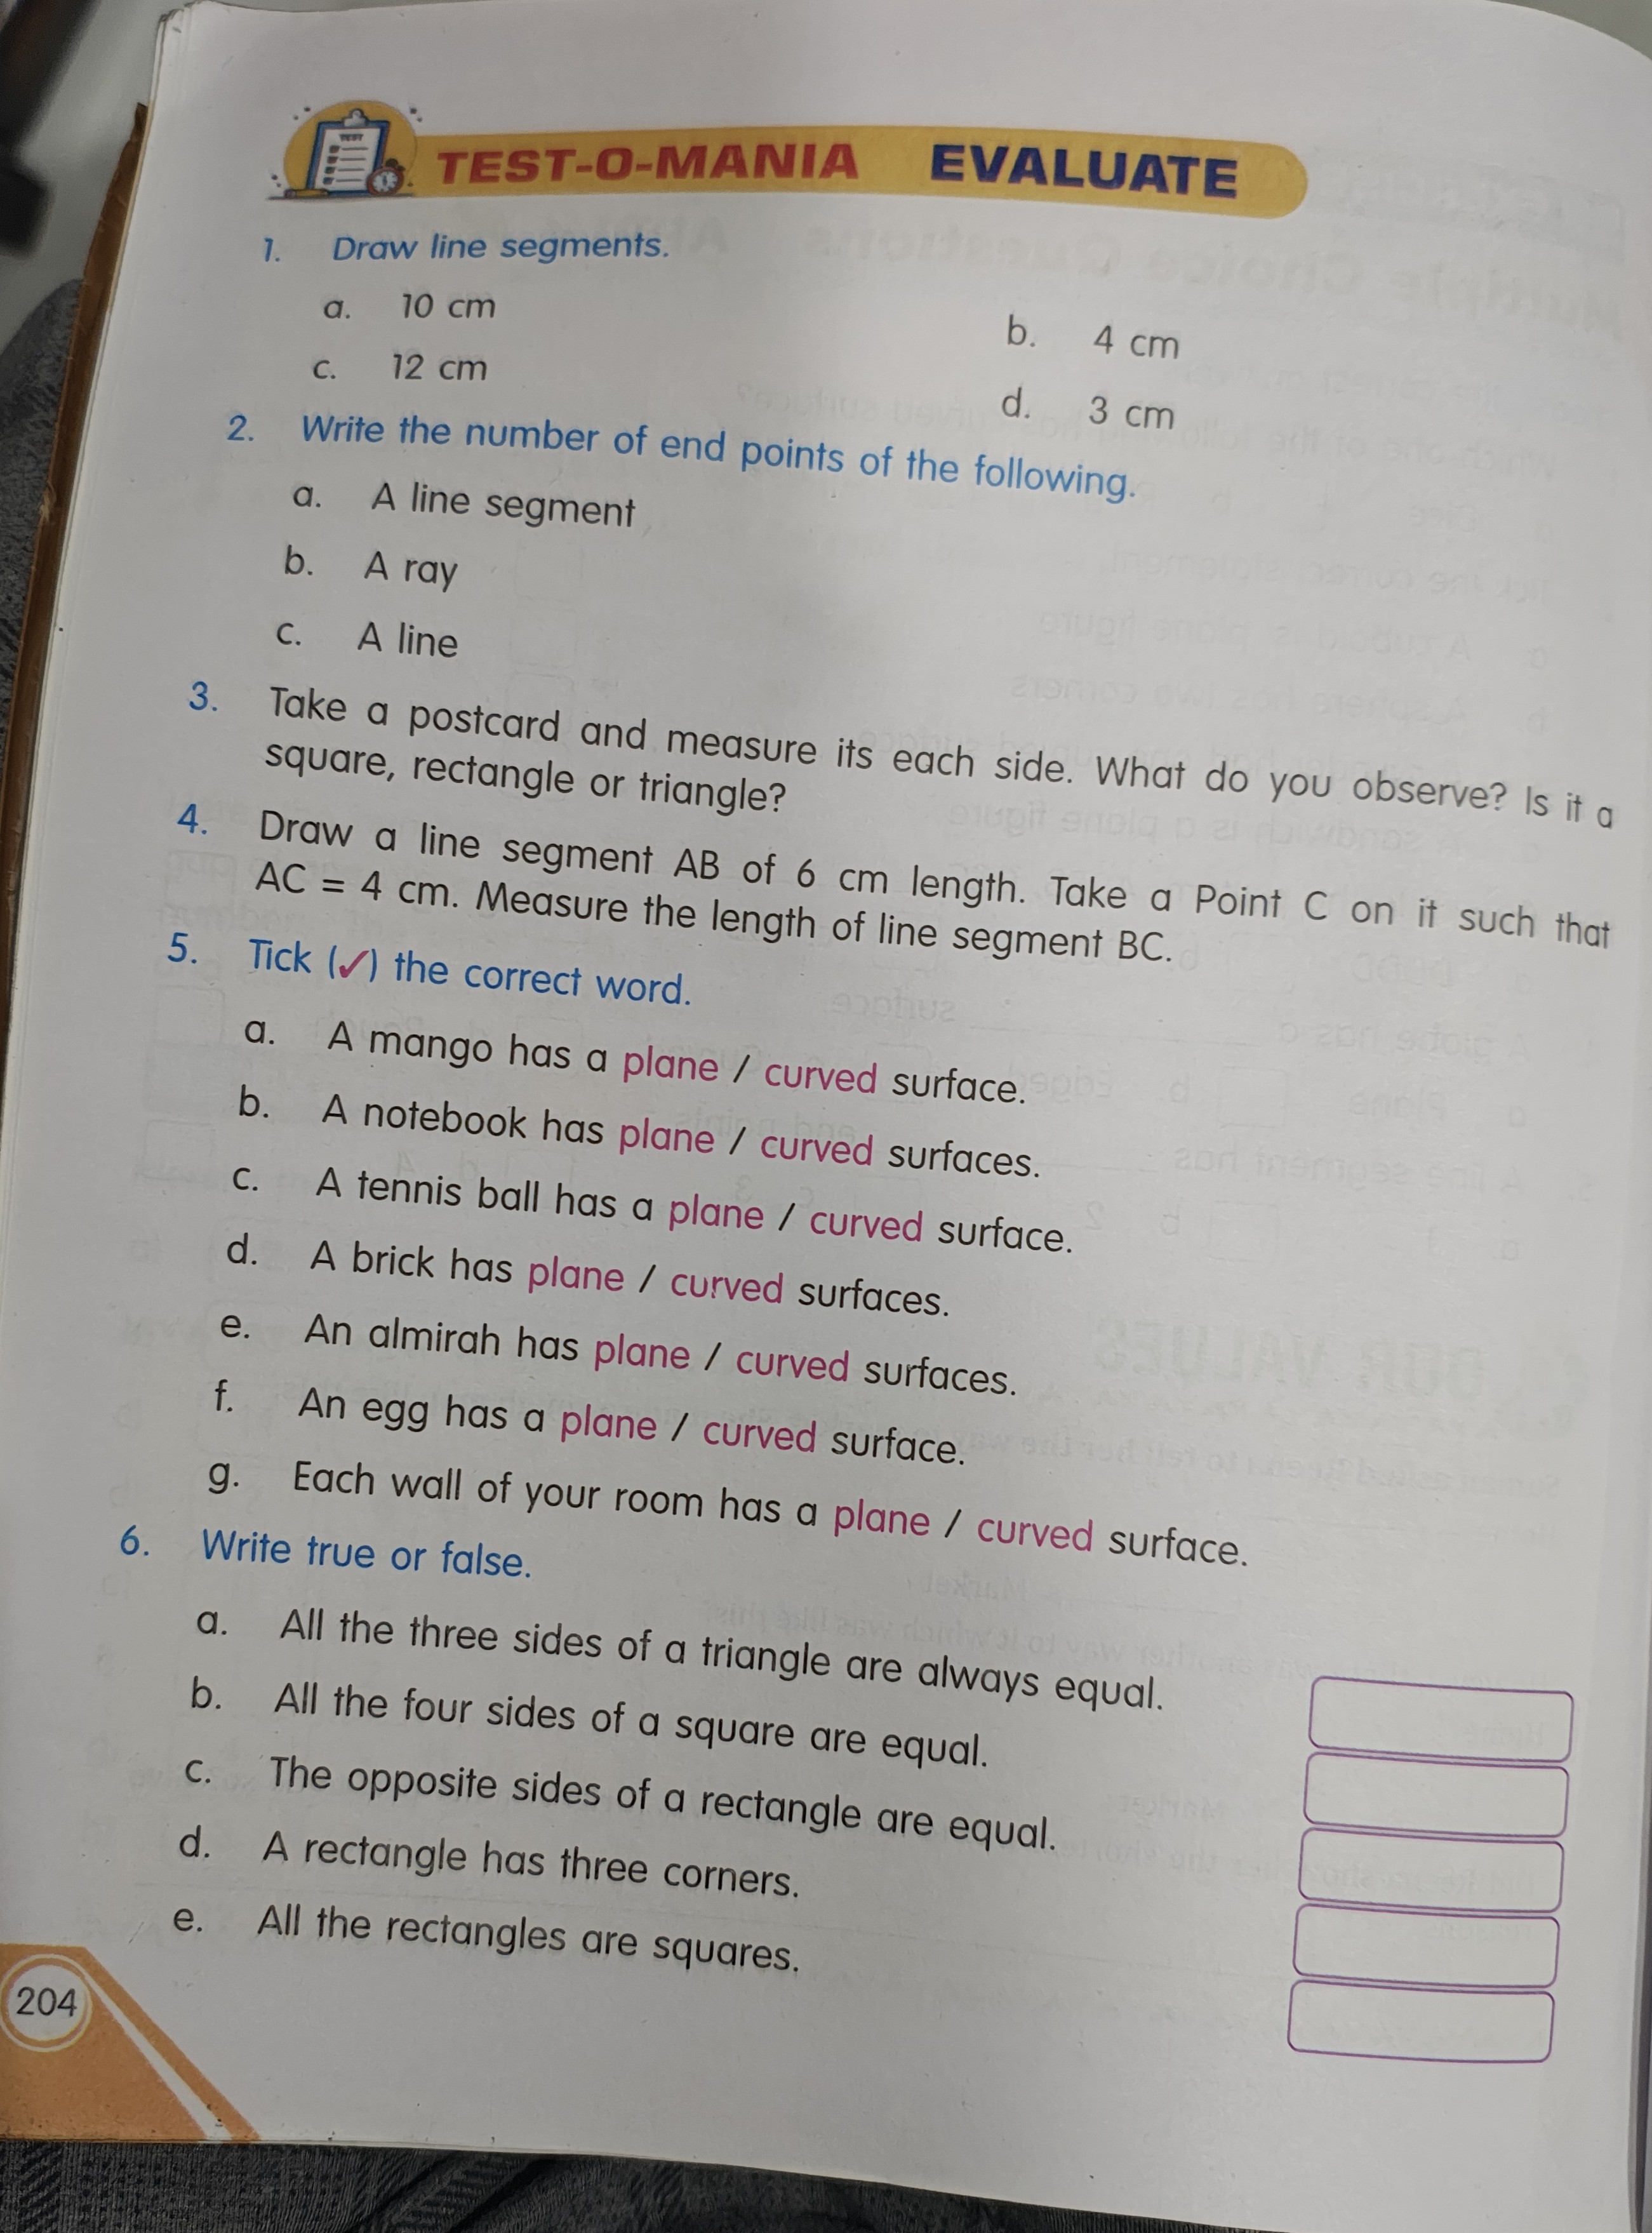 TEST
TEST-O-MANIA EVALUATE
1. Draw line segments.
a. 10 cm
b. 4 cm
c. 12 cm
d. 3 cm
2. Write the number of end points of the following.
a. A line segment
b. A ray
c. A line
3. Take a postcard and measure its each side. What do you observe? Is it a
square, rectangle or triangle?
4. Draw a line segment AB of 6 cm length. Take a Point C on it such that
AC = 4 cm. Measure the length of line segment BC.
5. Tick (✓) the correct word.
a. A mango has a plane / curved surface.
b. A notebook has plane / curved surfaces.
c. A tennis ball has a plane / curved surface.
d. A brick has plane / curved surfaces.
e. An almirah has plane / curved surfaces.
f. An egg has a plane / curved surface.
g. Each wall of your room has a plane / curved surface.
6. Write true or false.
a. All the three sides of a triangle are always equal.
b. All the four sides of a square are equal.
c. The opposite sides of a rectangle are equal.
d. A rectangle has three corners.
e. All the rectangles are squares.
204